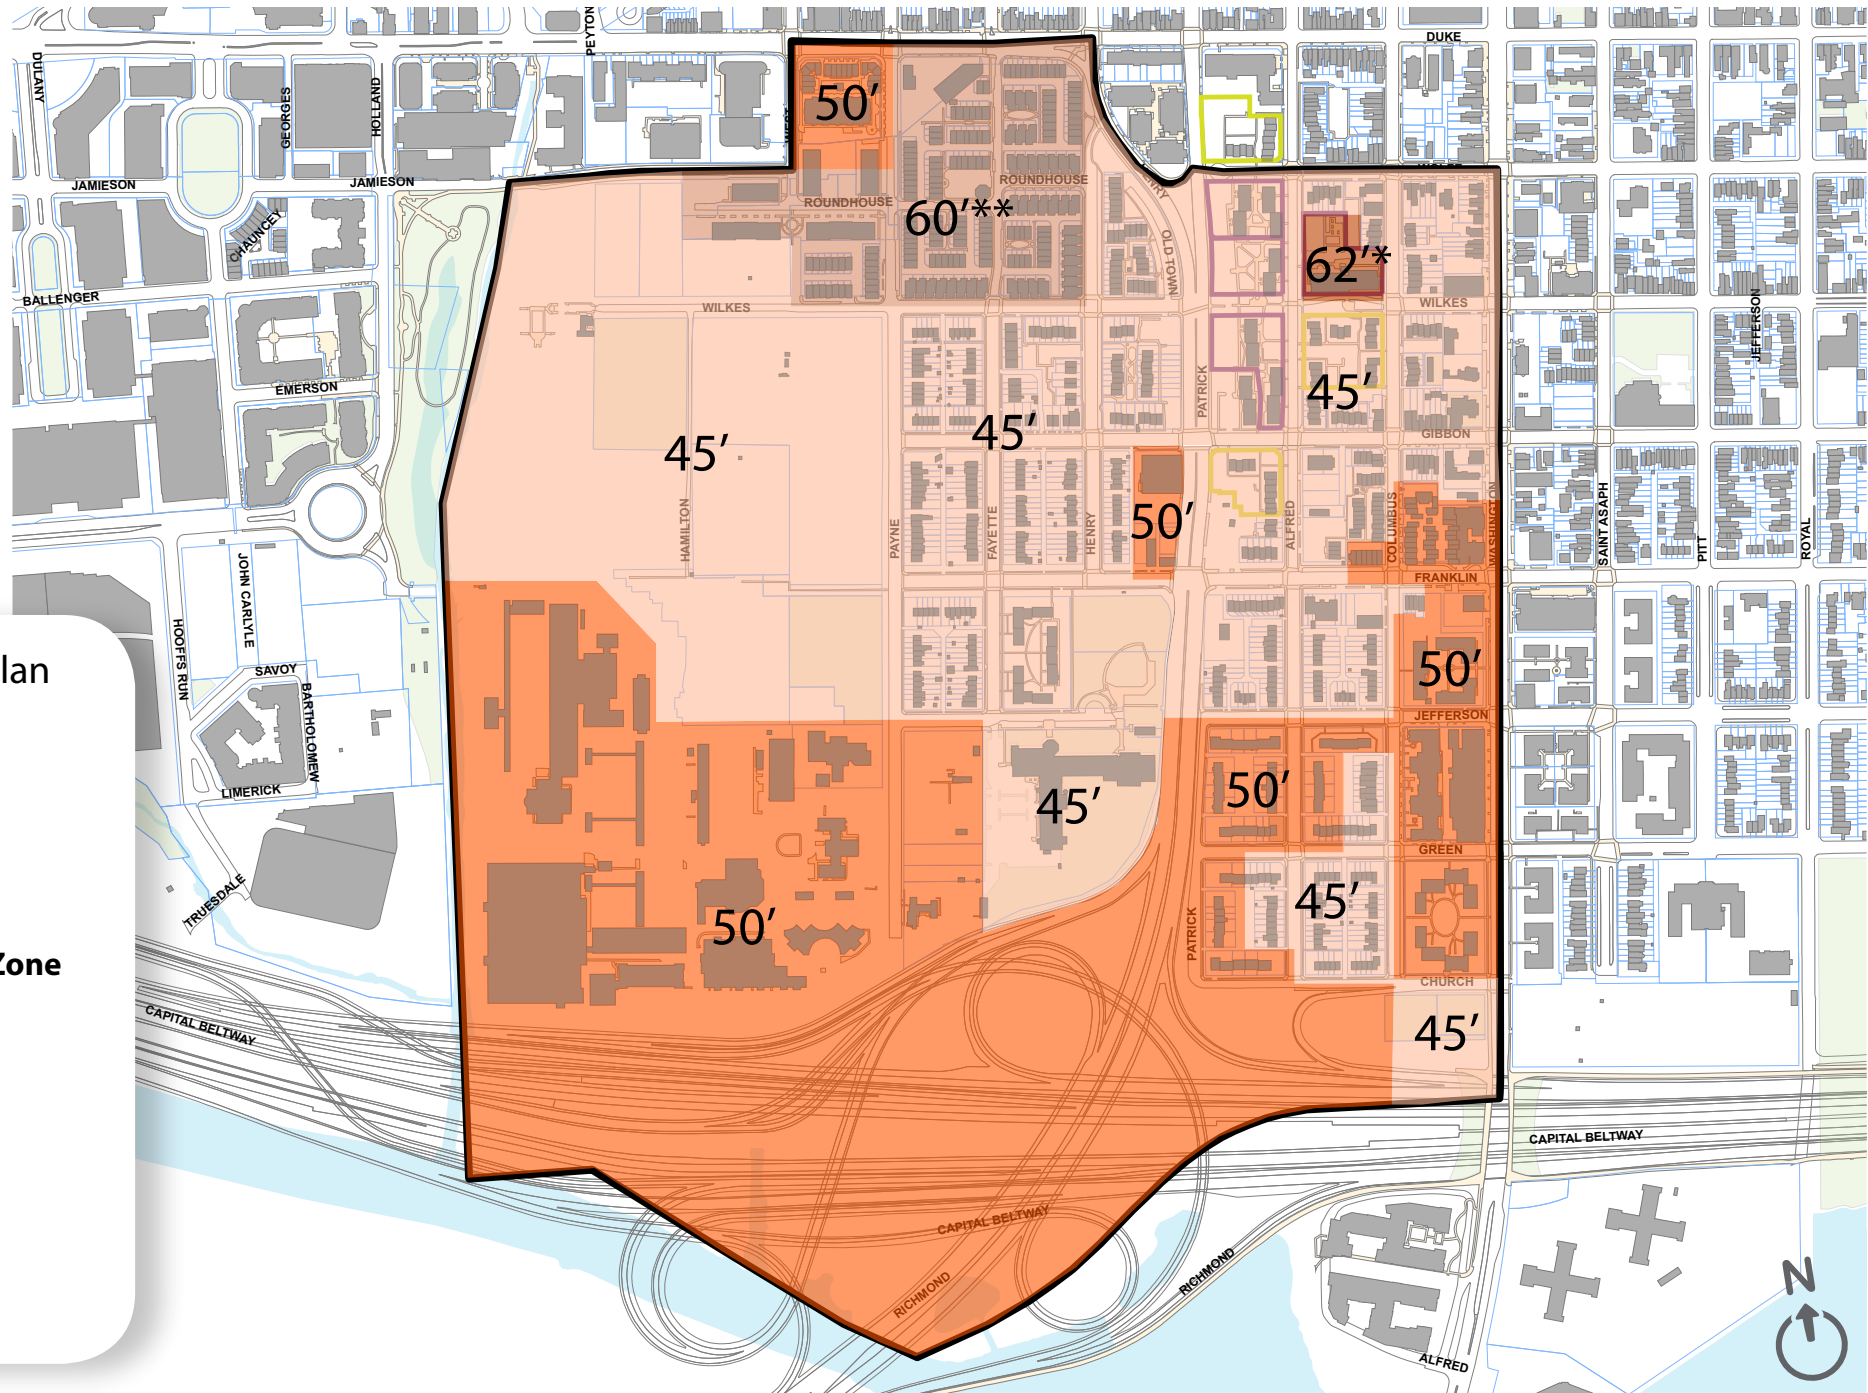 DUKE
PEYTON
DULANY
GEORGES
HOLLAND
WEST
50′
JAMIESON
JAMIESON
ROUNDHOUSE
ROUNDHOUSE
60′**
HENRY
OLD TOWN
WOLFE
CHAUNCEY
62′*
BALLENGER
WILKES
WILKES
JEFFERSON
EMERSON
PATRICK
45′
45′
45′
GIBBON
HAMILTON
PAYNE
FAYETTE
HENRY
50′
ALFRED
COLUMBUS
WASHINGTON
SAINT ASAPH
PITT
ROYAL
FRANKLIN
JOHN CARLYLE
HOOFFS RUN
SAVOY
BARTHOLOMEW
lan
50′
JEFFERSON
LIMERICK
45′
50′
GREEN
TRUESDALE
50′
PATRICK
45′
Zone
CHURCH
CAPITAL BELTWAY
45′
CAPITAL BELTWAY
CAPITAL BELTWAY
RICHMOND
RICHMOND
N
ALFRED